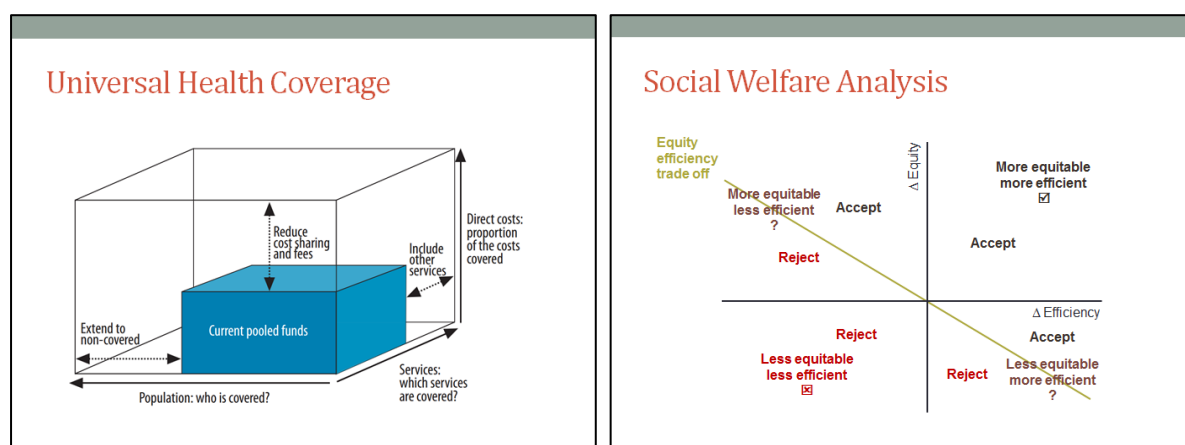 Universal Health Coverage
Reduce
cost sharing
and fees
Include
other
services
Direct costs:
proportion
of the costs
covered
Extend to
non-covered
Current pooled funds
Services:
which services
are covered?
Population: who is covered?
Social Welfare Analysis
Equity
efficiency
trade off
Δ Equity
More equitable
more efficient
☑
More equitable
less efficient
?
Accept
Accept
Reject
Δ Efficiency
Reject
Accept
Less equitable
less efficient
☒
Reject
Less equitable
more efficient
?